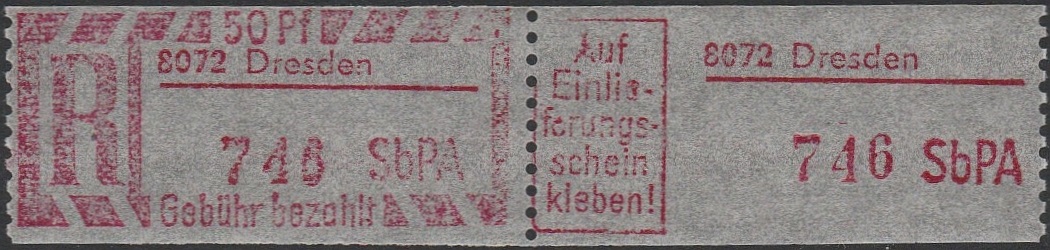 50 Pf
R
8072 Dresden
746 SbPA
Gebühr bezahlt
Auf
Einlie-
ferungs-
schein
kleben!
8072 Dresden
746 SbPA